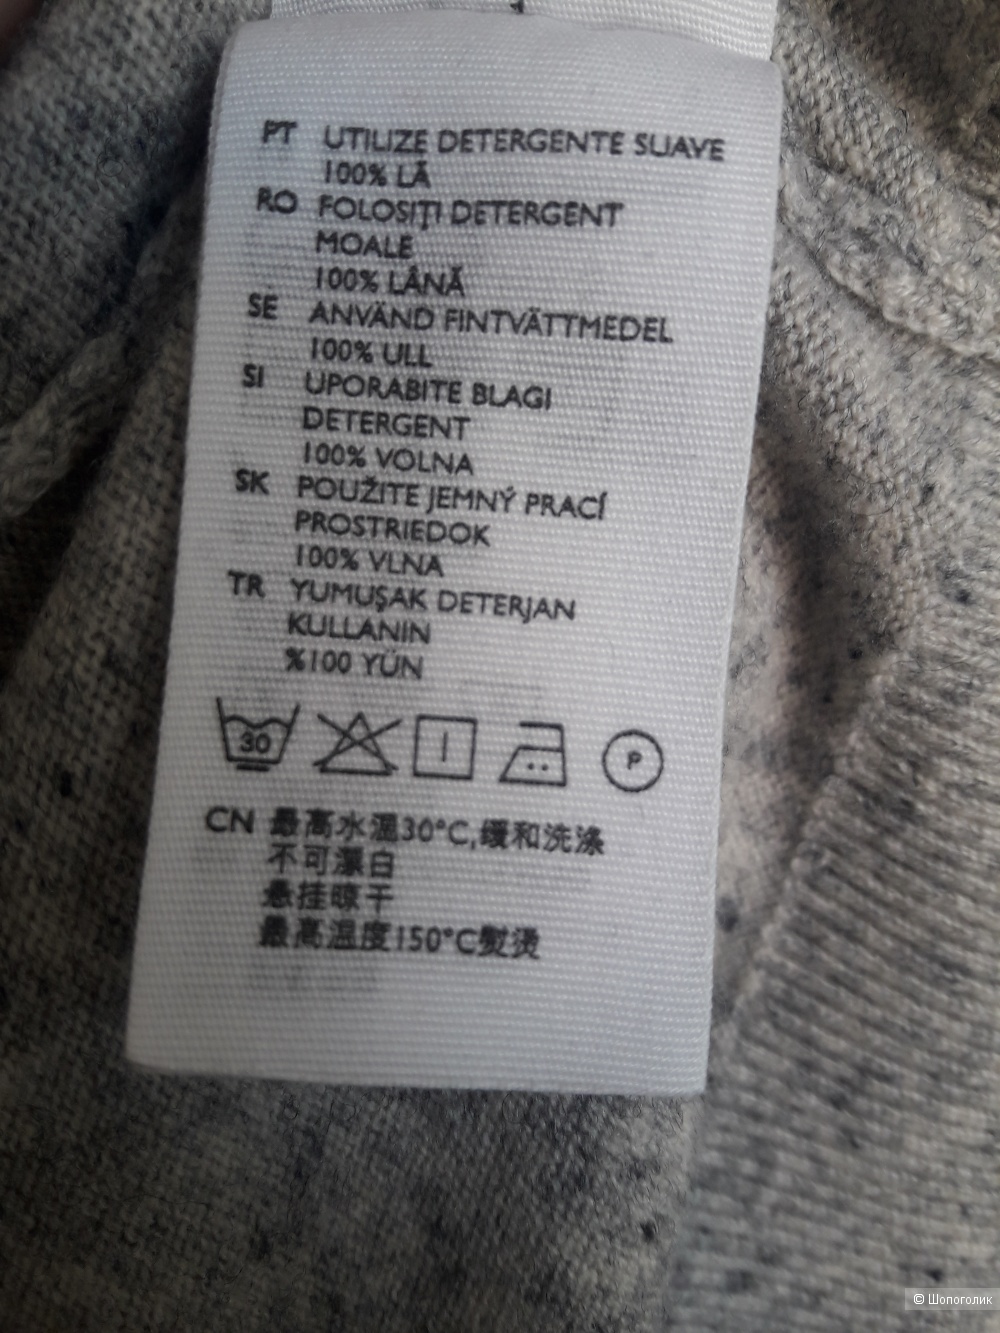 PT UTILIZE DETERGENTE SUAVE
100% LÃ
RO FOLOSIŢI DETERGENT
MOALE
100% LÂNĂ
SE ANVÄND FINTVÄTTMEDEL
100% ULL
SI UPORABITE BLAGI
DETERGENT
100% VOLNA
SK POUŽITE JEMNÝ PRACÍ
PROSTRIEDOK
100% VLNA
TR YUMUŞAK DETERJAN
KULLANIN
%100 YÜN
30 P
CN 最高水温30°C,缓和洗涤
不可漂白
悬挂晾干
最高温度150°C熨烫
© Шопоголик